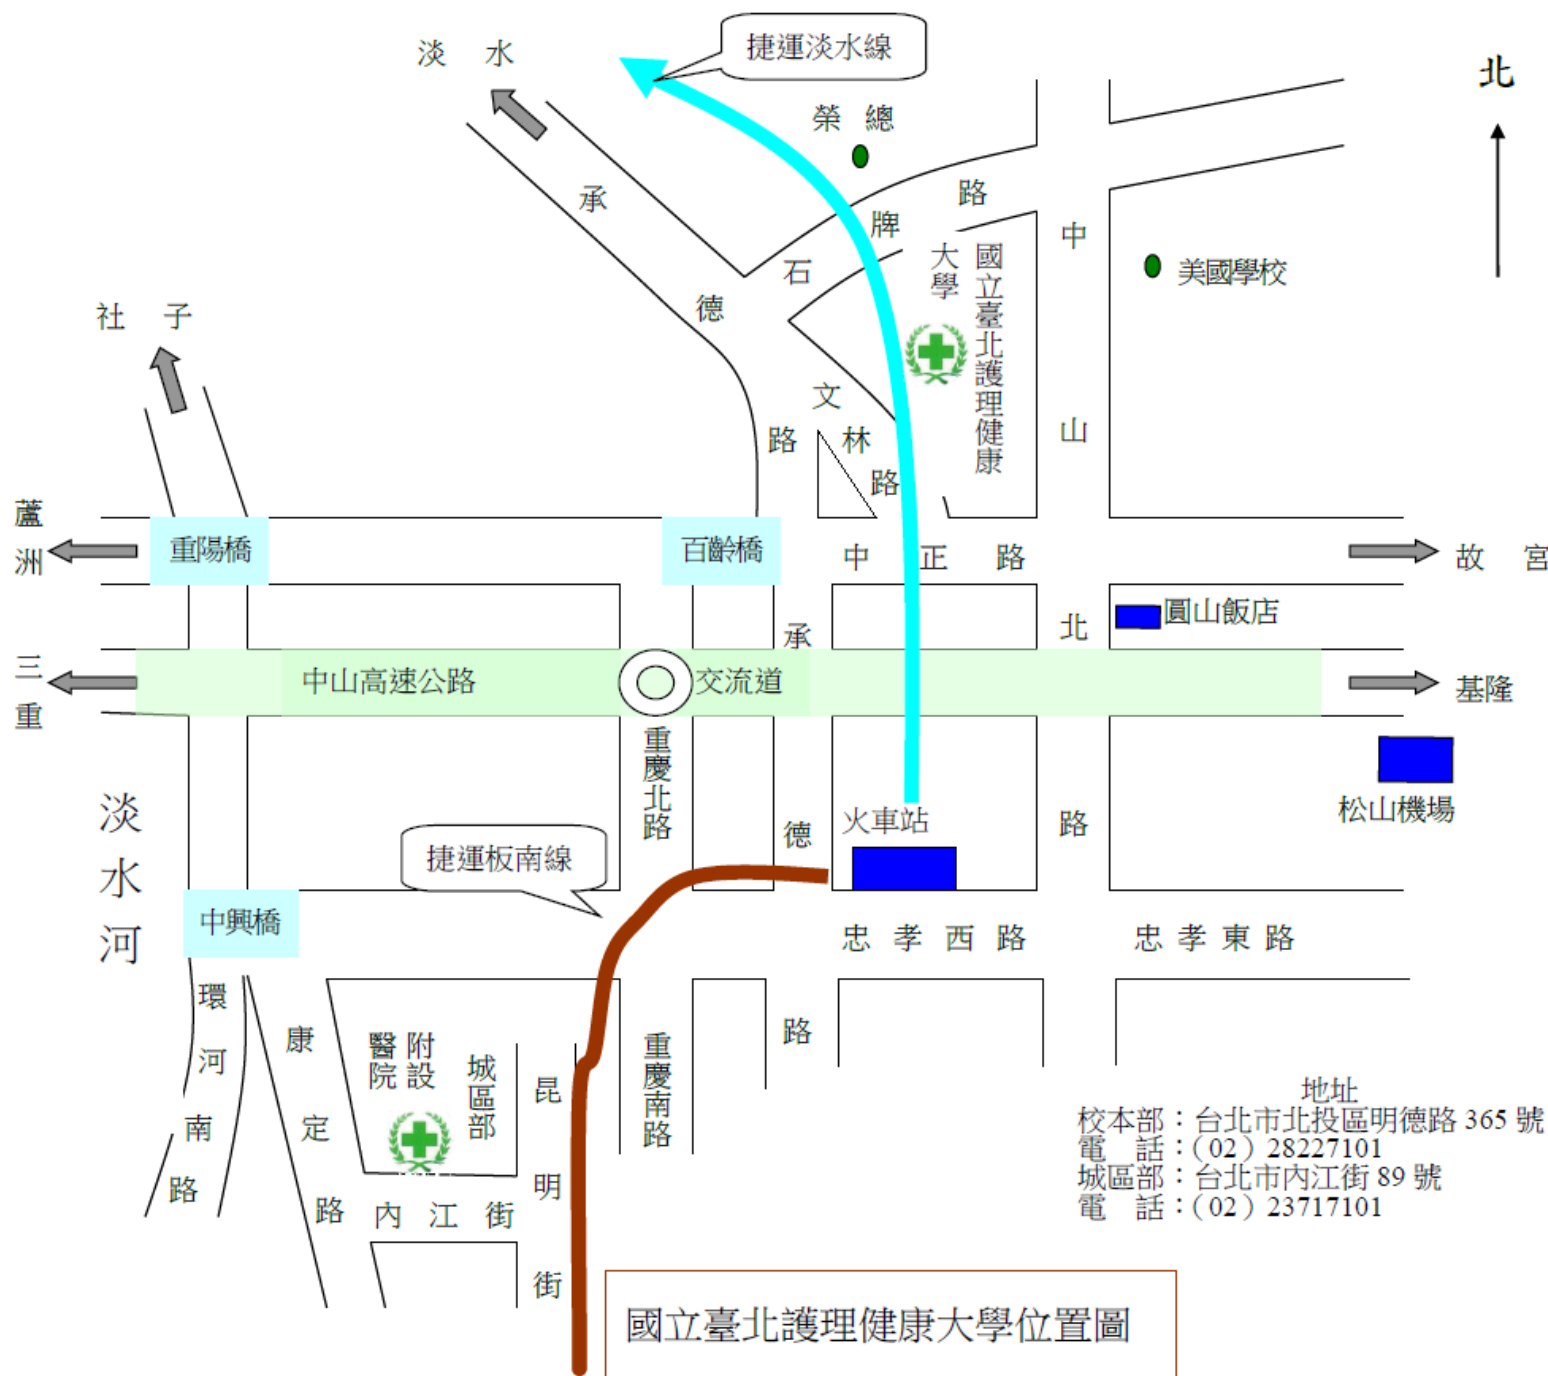 淡水
捷運淡水線
北
榮總
承德路
石牌路
中山北路
國立臺北護理健康
大學
美國學校
社子
文林路
蘆洲
重陽橋
百齡橋
中正路
故宮
圓山飯店
承德路
三重
中山高速公路
交流道
基隆
重慶北路
松山機場
火車站
淡水河
捷運板南線
中興橋
忠孝西路
忠孝東路
環河南路
康定路
附設
醫院
城區部
昆明街
重慶南路
內江街
地址
校本部：台北市北投區明德路 365 號
電　話：(02) 28227101
城區部：台北市內江街 89 號
電　話：(02) 23717101
國立臺北護理健康大學位置圖